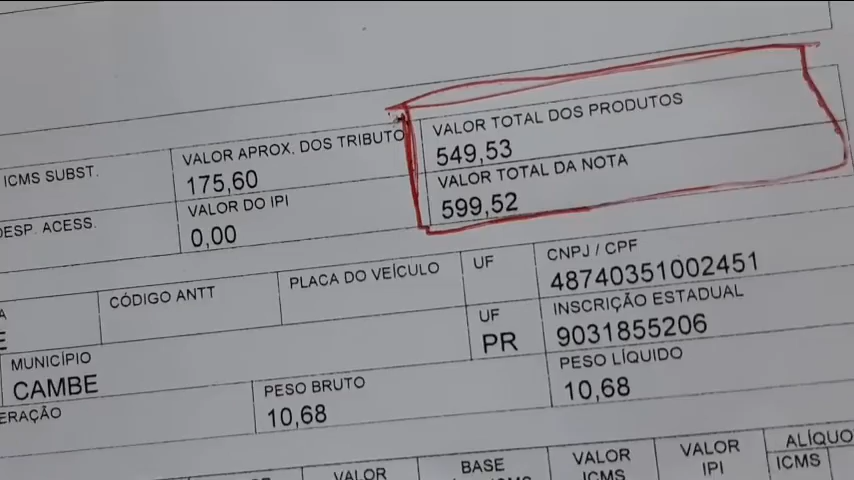 ICMS SUBST.
VALOR APROX. DOS TRIBUTO
175,60
VALOR TOTAL DOS PRODUTOS
549,53
DESP. ACESS.
VALOR DO IPI
0,00
VALOR TOTAL DA NOTA
599,52
CÓDIGO ANTT
PLACA DO VEÍCULO
UF
CNPJ / CPF
48740351002451
MUNICÍPIO
CAMBE
UF
PR
INSCRIÇÃO ESTADUAL
9031855206
ERAÇÃO
PESO BRUTO
10,68
PESO LÍQUIDO
10,68
VALOR
BASE
VALOR
ICMS
VALOR
IPI
ALÍQUO
ICMS